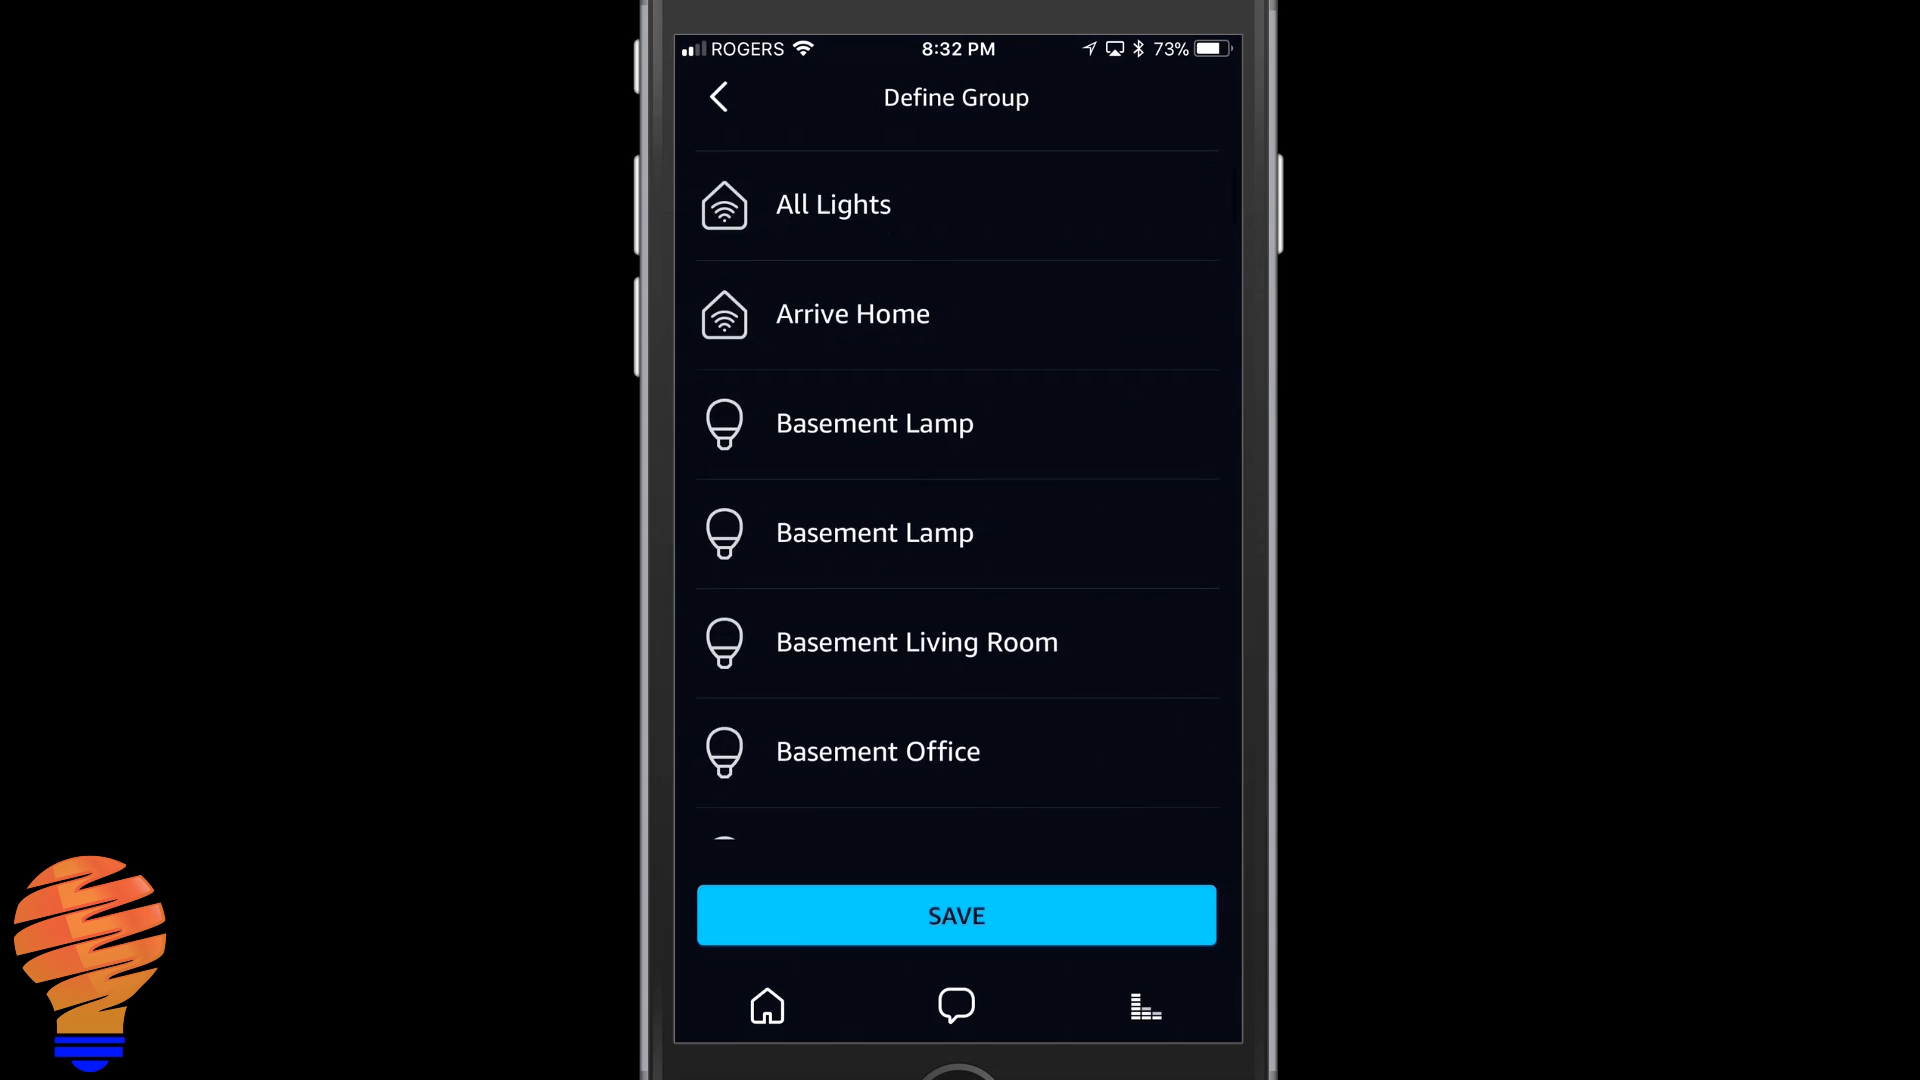 ROGERS 8:32 PM 73%
Define Group
All Lights
Arrive Home
Basement Lamp
Basement Lamp
Basement Living Room
Basement Office
SAVE